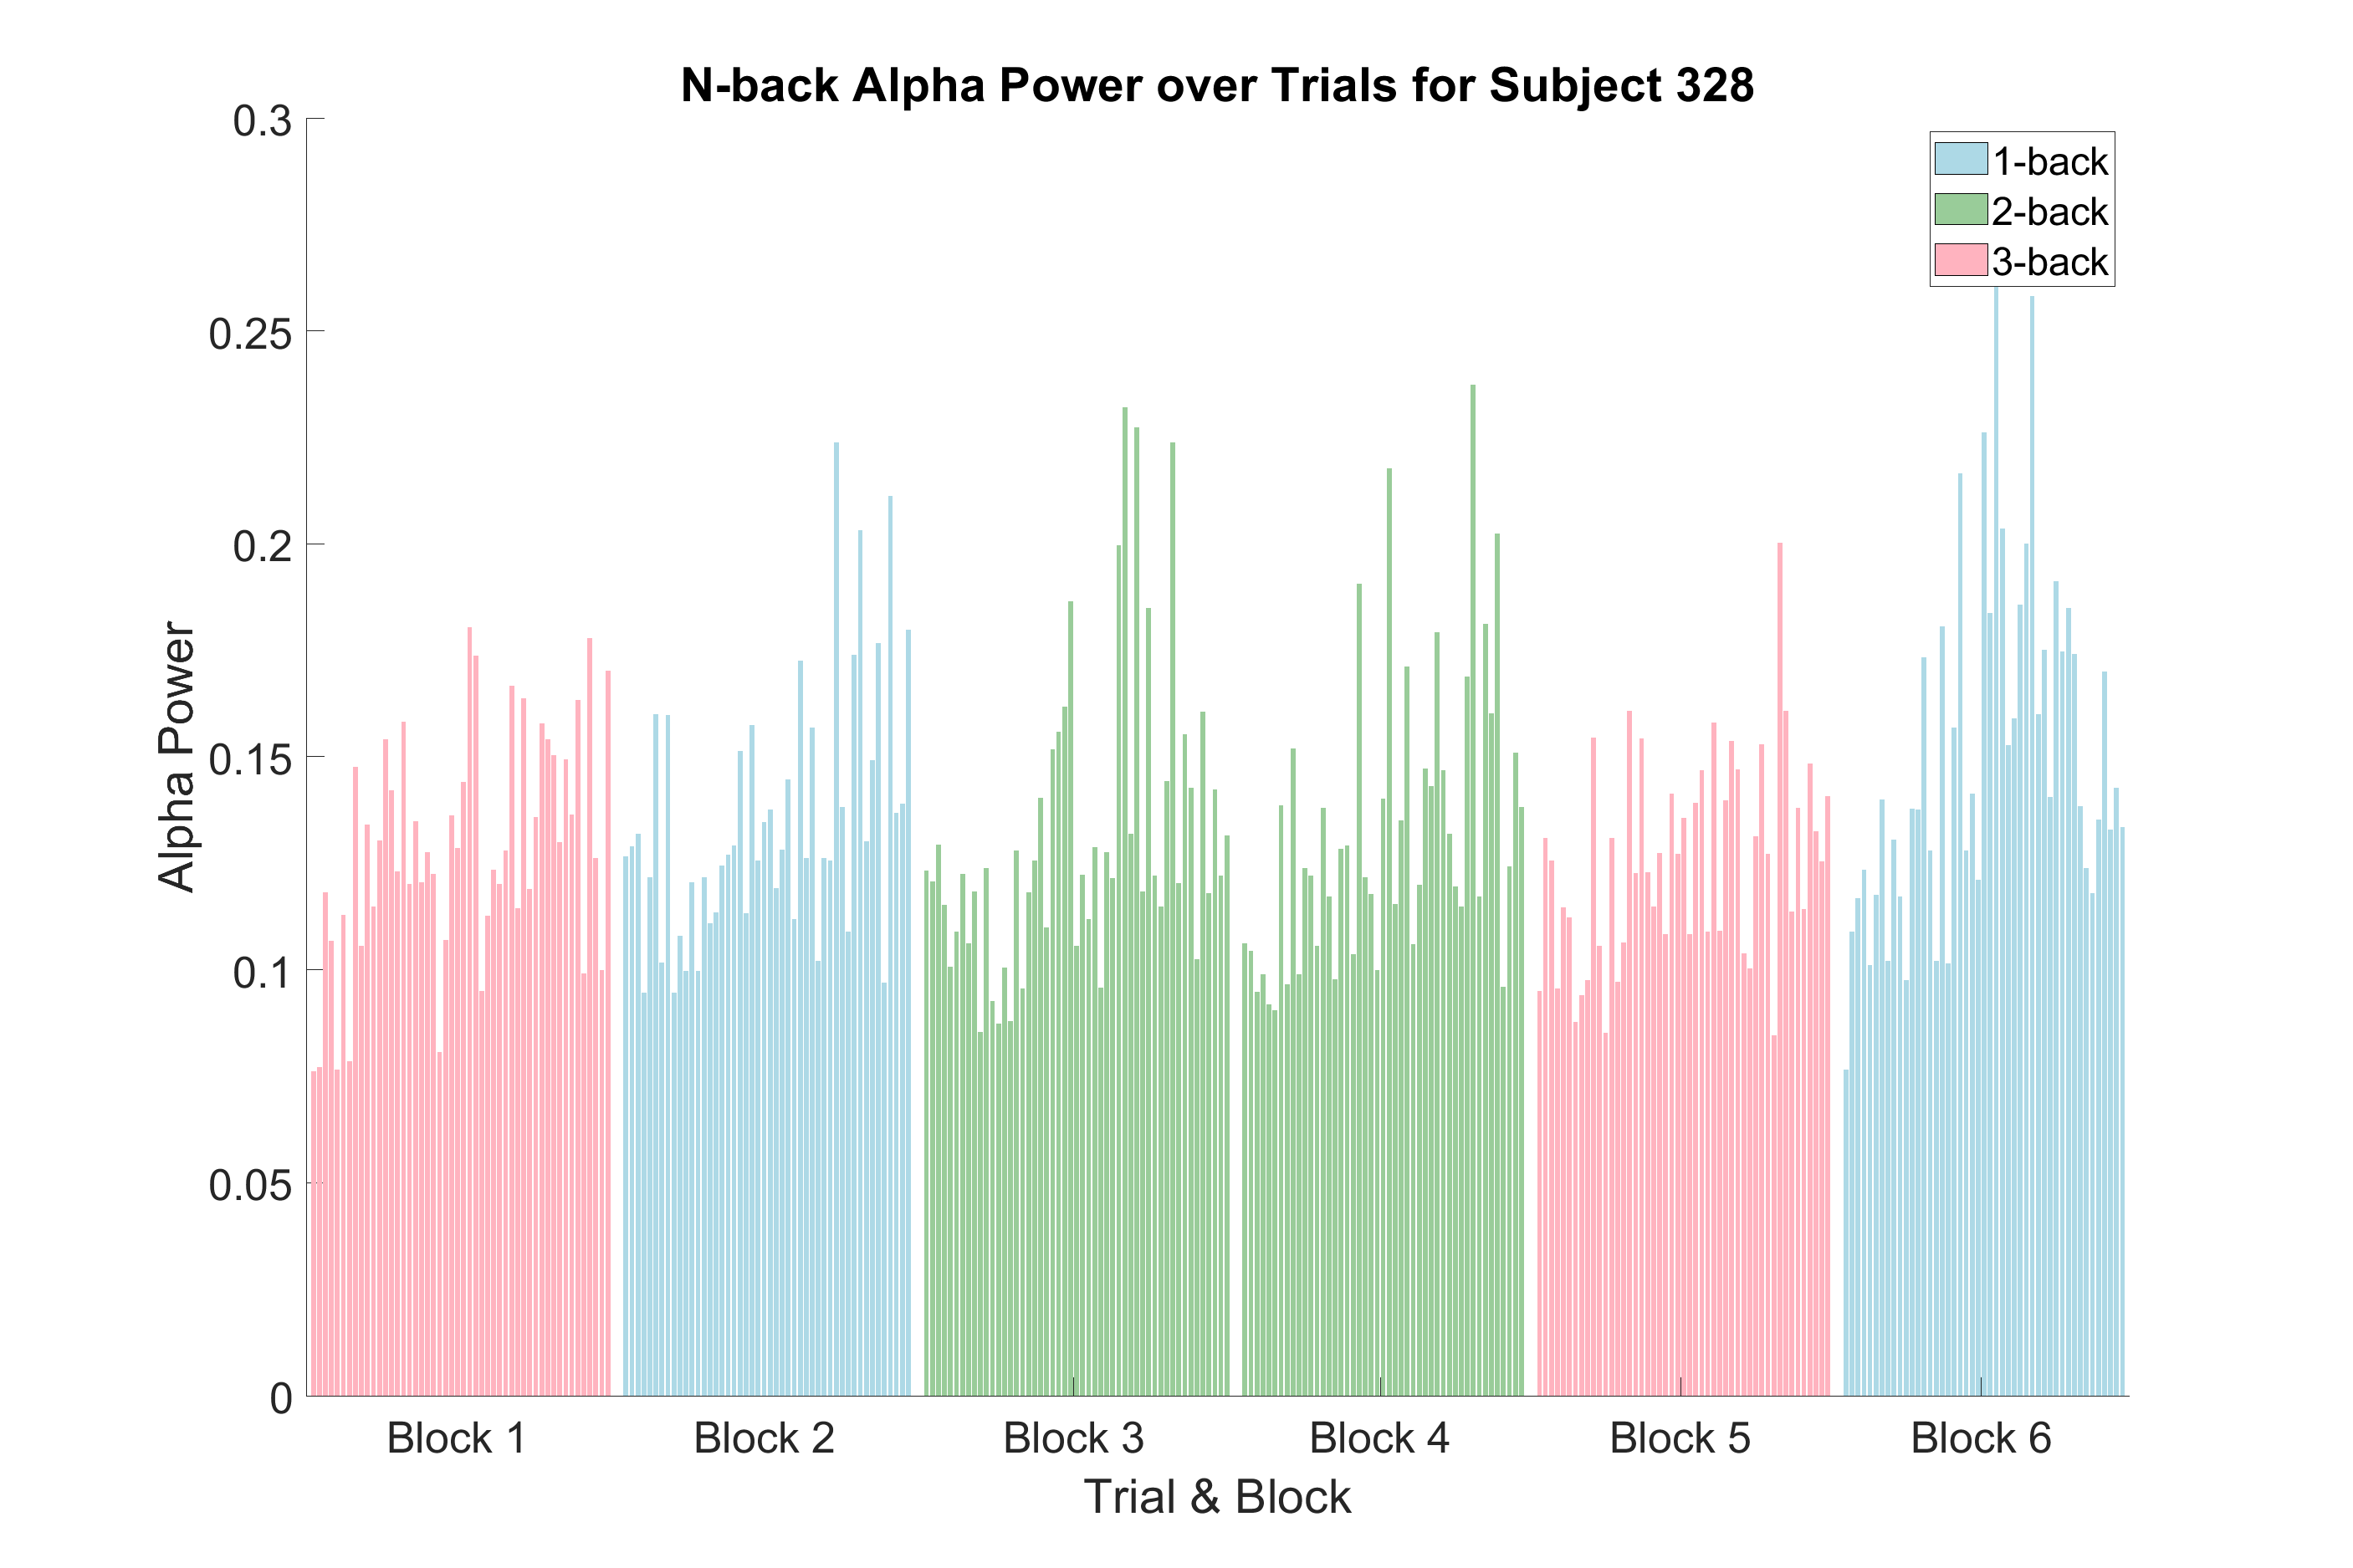 N-back Alpha Power over Trials for Subject 328
1-back
2-back
3-back
0.3
0.25
0.2
0.15
0.1
0.05
0
Alpha Power
Block 1
Block 2
Block 3
Block 4
Block 5
Block 6
Trial & Block